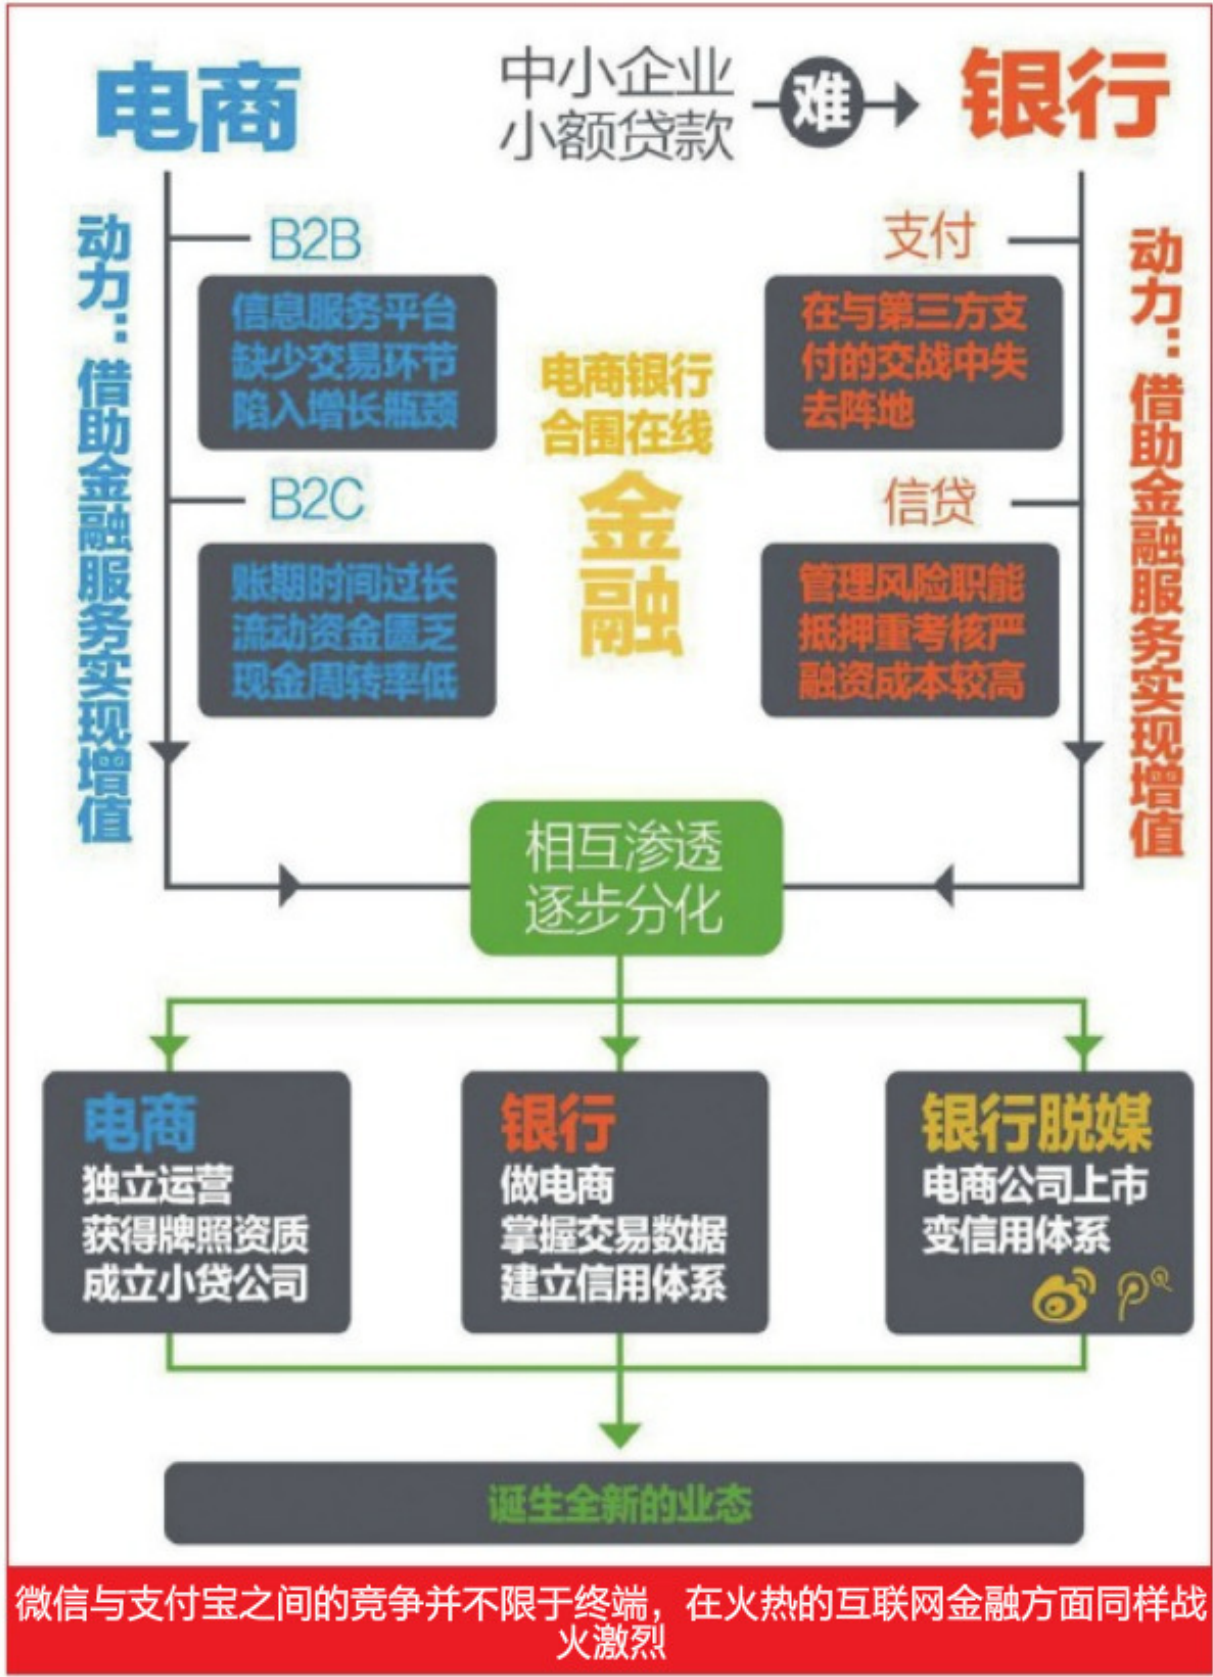 电商
中小企业
小额贷款
难
银行
动力：借助金融服务实现增值
B2B
信息服务平台
缺少交易环节
陷入增长瓶颈
B2C
账期时间过长
流动资金匮乏
现金周转率低
电商银行
合围在线
金
融
支付
在与第三方支
付的交战中失
去阵地
信贷
管理风险职能
抵押重考核严
融资成本较高
动力：借助金融服务实现增值
相互渗透
逐步分化
电商
独立运营
获得牌照资质
成立小贷公司
银行
做电商
掌握交易数据
建立信用体系
银行脱媒
电商公司上市
变信用体系
诞生全新的业态
微信与支付宝之间的竞争并不限于终端，在火热的互联网金融方面同样战
火激烈